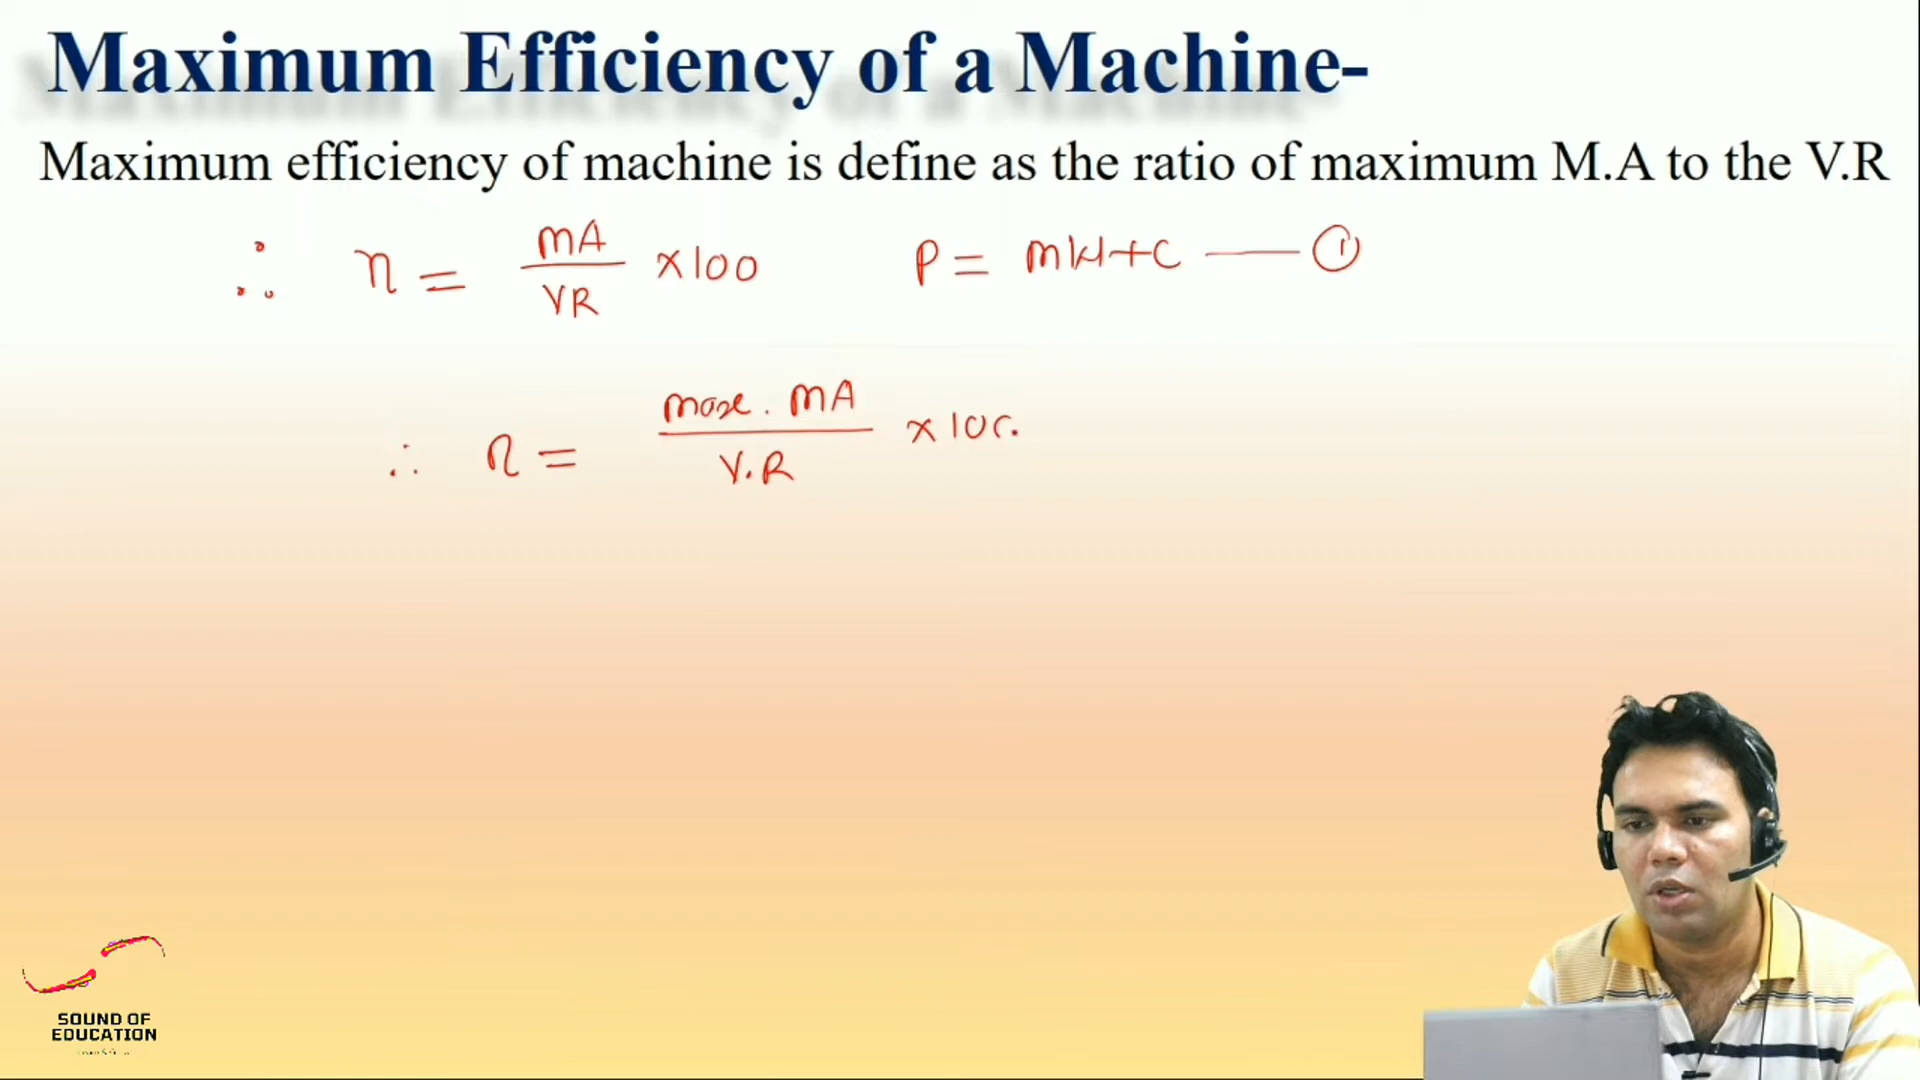 Maximum Efficiency of a Machine-
Maximum efficiency of machine is define as the ratio of maximum M.A to the V.R
∴ η = MA/VR ×100 P = mW+C —— ①
∴ η = max. MA/V.R ×100
SOUND OF
EDUCATION